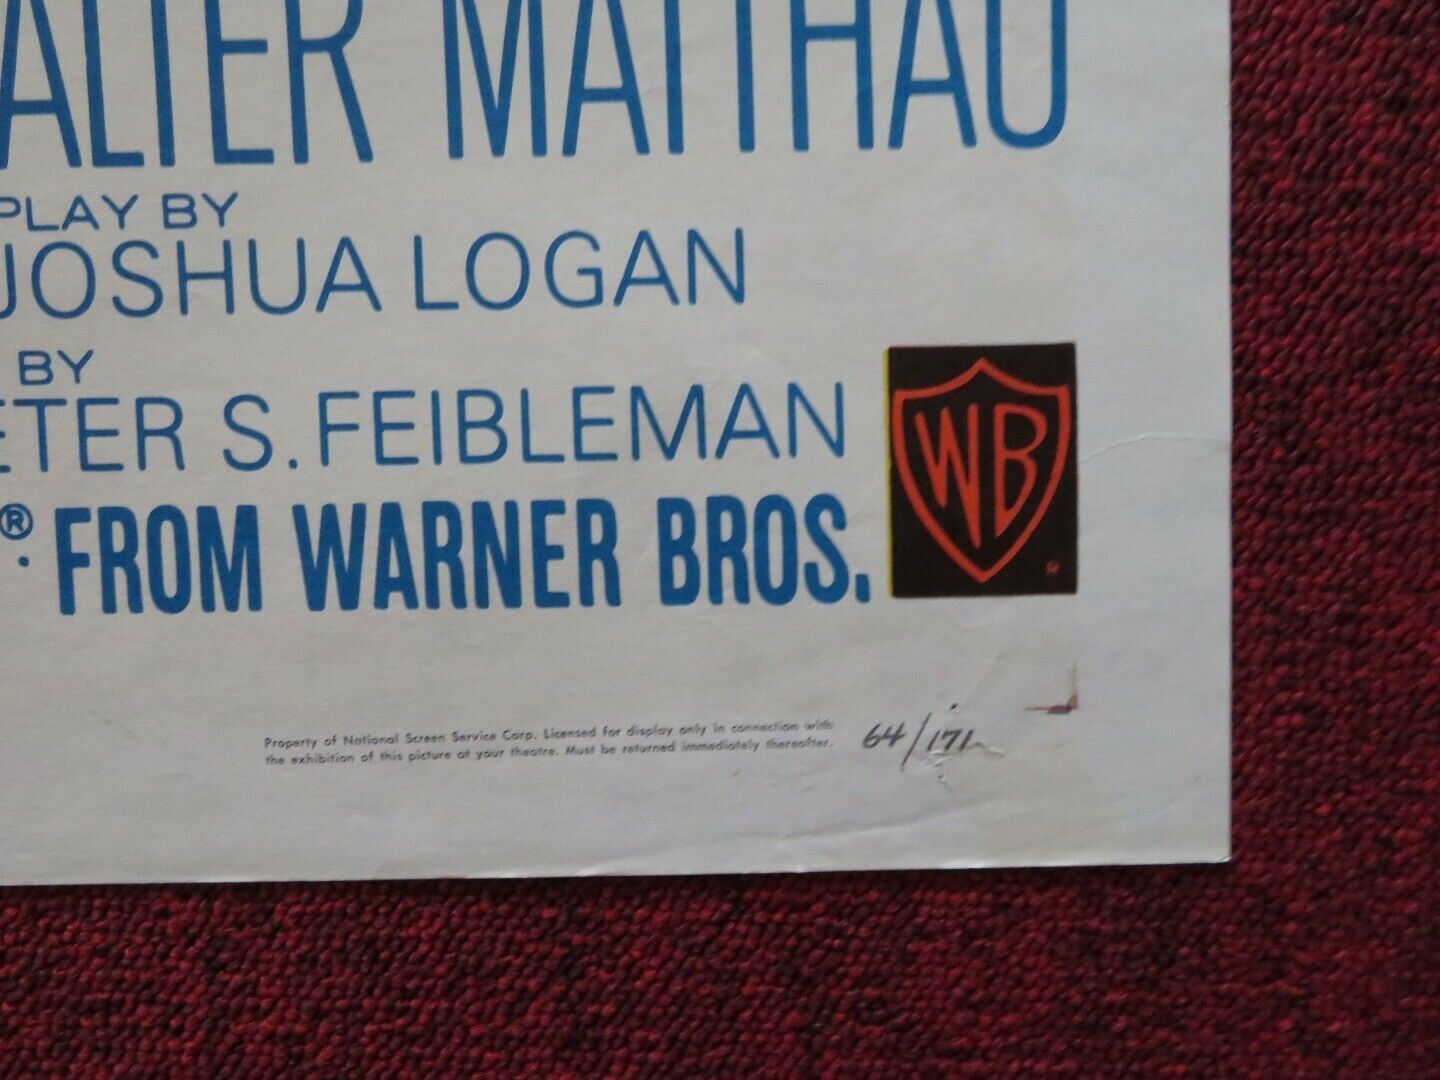 ALTER MATTHAU
PLAY BY
JOSHUA LOGAN
BY
ETER S. FEIBLEMAN
®. FROM WARNER BROS.
WB
Property of National Screen Service Corp. Licensed for display only in connection with
the exhibition of this picture at your theatre. Must be returned immediately thereafter.
64/171